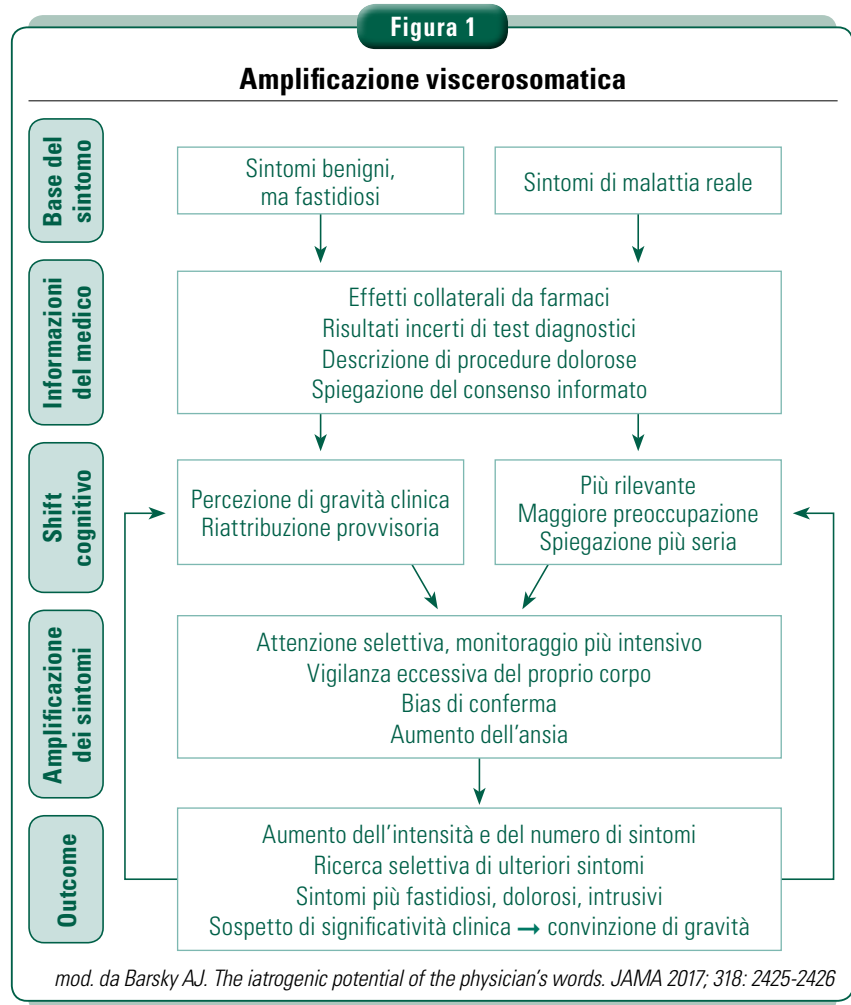 Figura 1
Amplificazione viscerosomatica
Base del
sintomo
Sintomi benigni,
ma fastidiosi
Sintomi di malattia reale
Informazioni
del medico
Effetti collaterali da farmaci
Risultati incerti di test diagnostici
Descrizione di procedure dolorose
Spiegazione del consenso informato
Shift
cognitivo
Percezione di gravità clinica
Riattribuzione provvisoria
Più rilevante
Maggiore preoccupazione
Spiegazione più seria
Amplificazione
dei sintomi
Attenzione selettiva, monitoraggio più intensivo
Vigilanza eccessiva del proprio corpo
Bias di conferma
Aumento dell'ansia
Outcome
Aumento dell'intensità e del numero di sintomi
Ricerca selettiva di ulteriori sintomi
Sintomi più fastidiosi, dolorosi, intrusivi
Sospetto di significatività clinica → convinzione di gravità
mod. da Barsky AJ. The iatrogenic potential of the physician's words. JAMA 2017; 318: 2425-2426